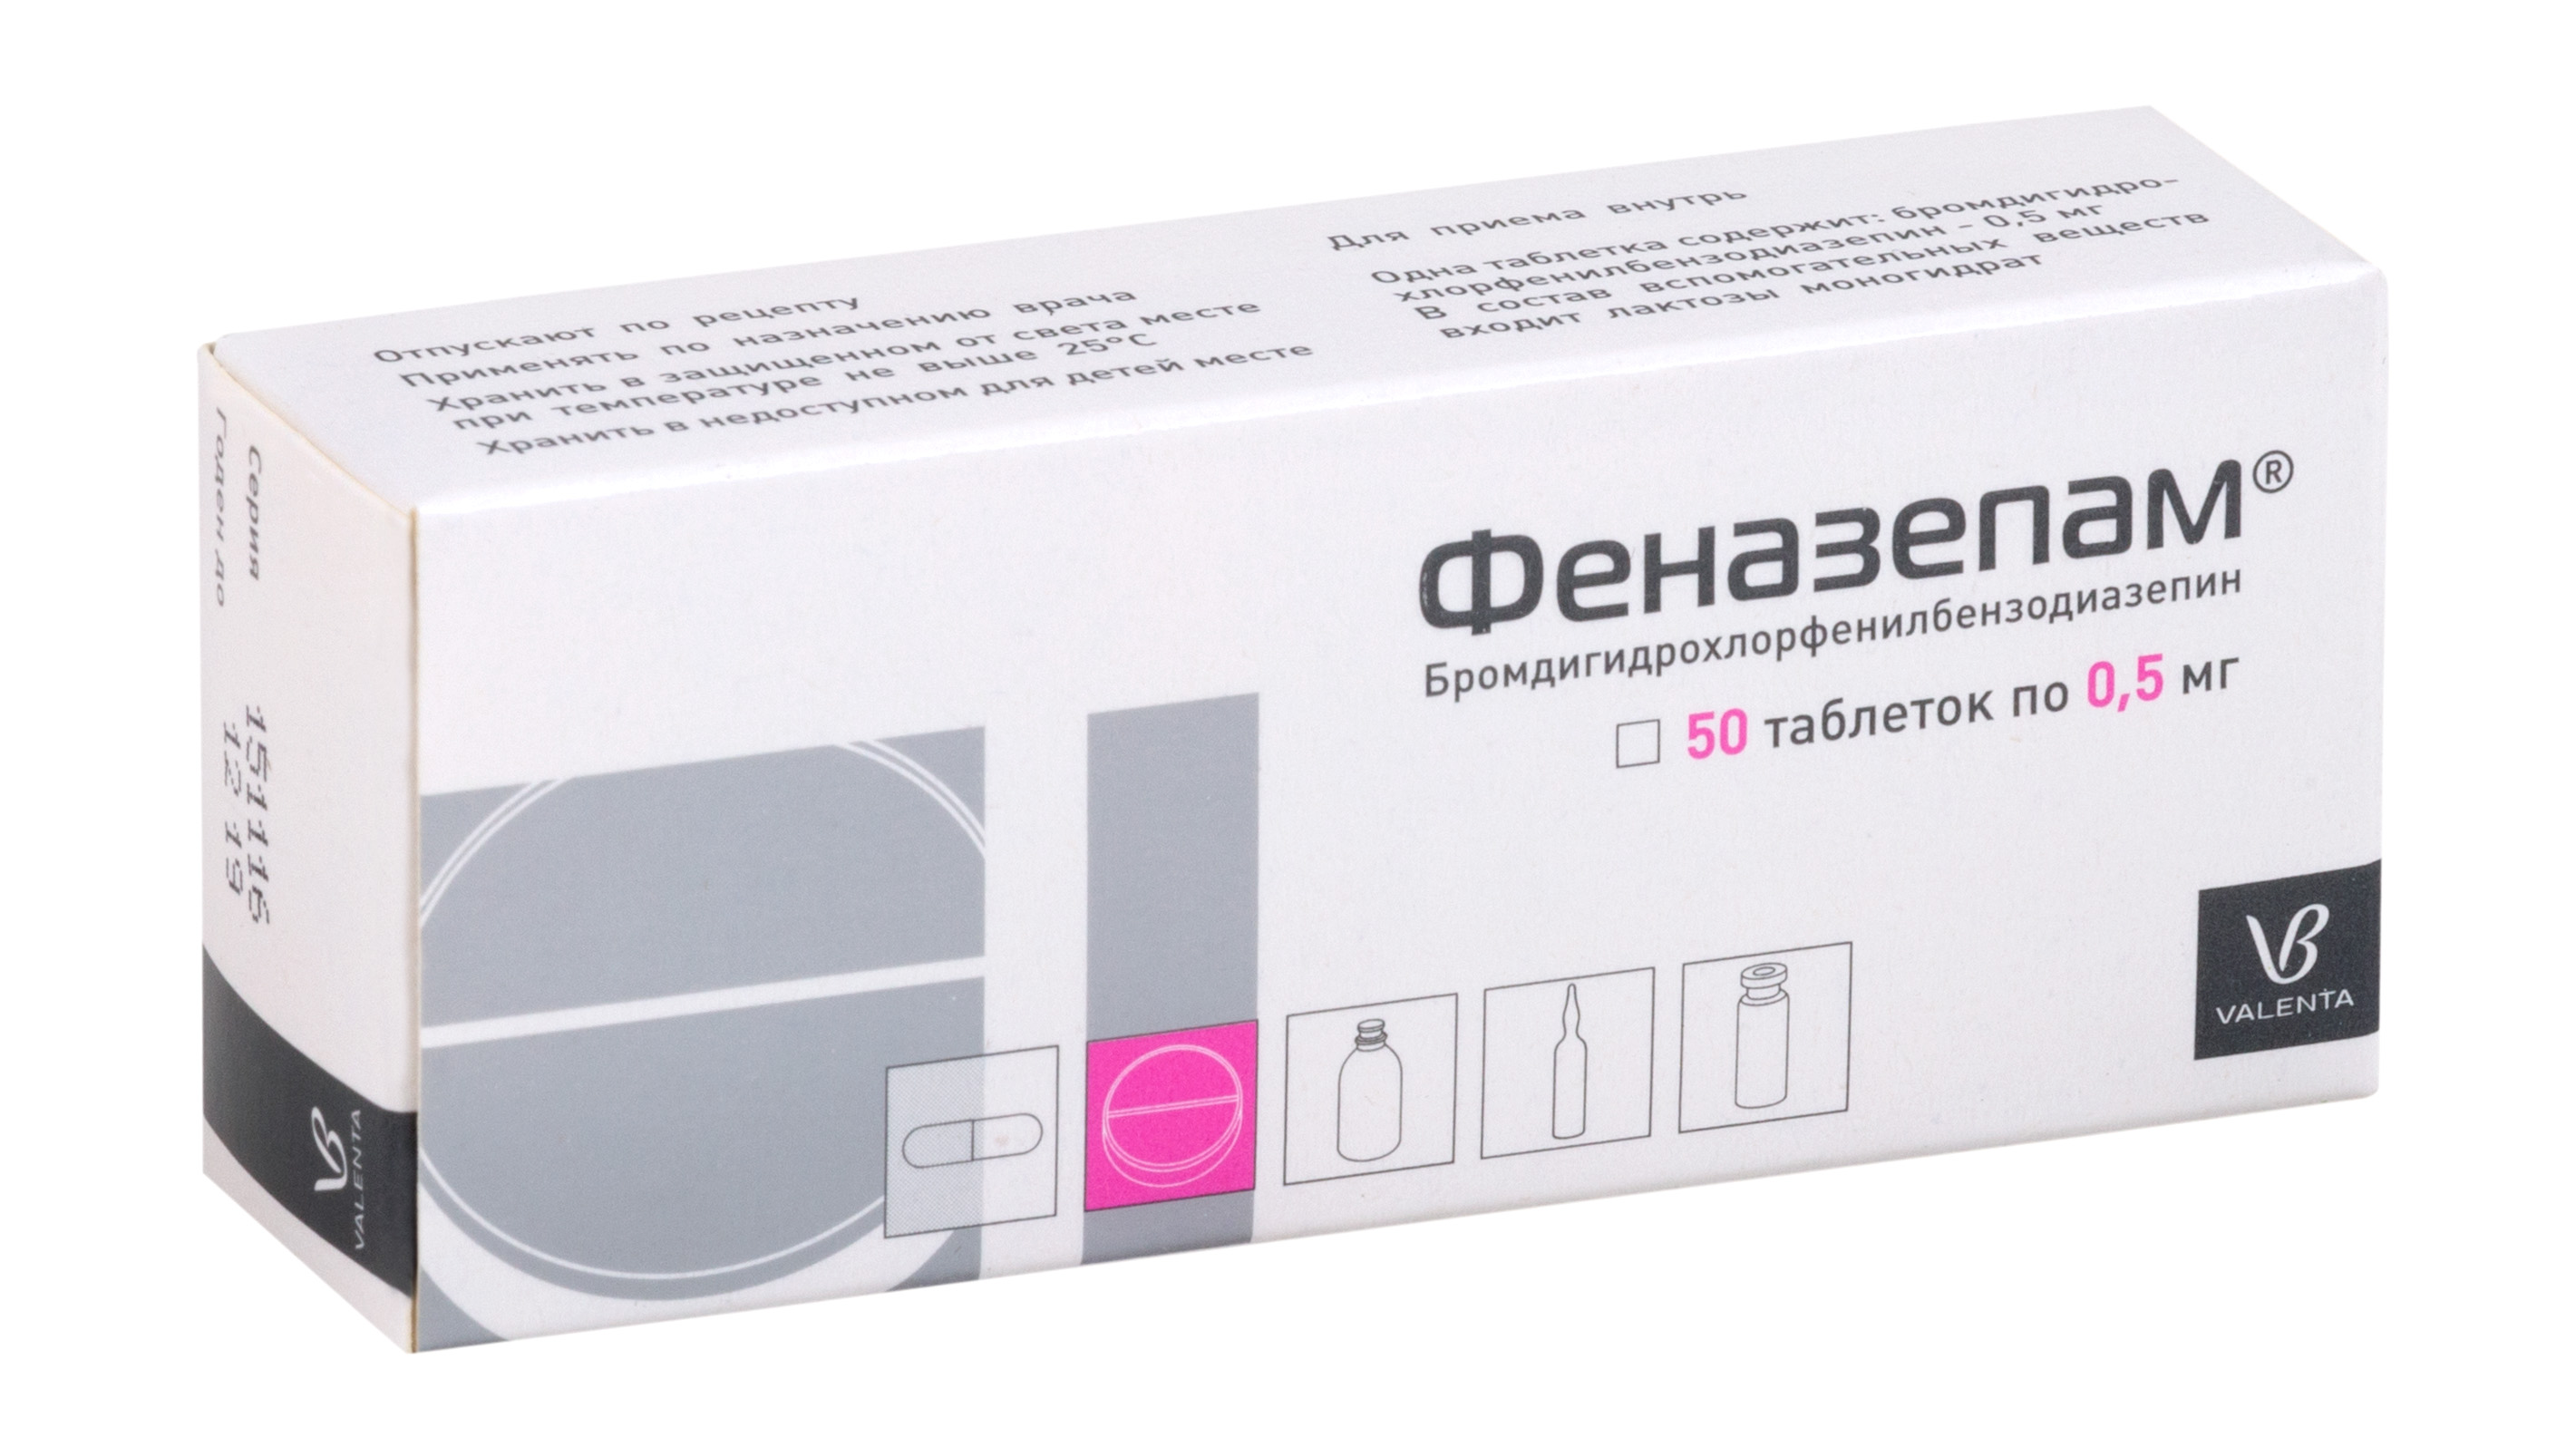 Отпускают по рецепту
Применять по назначению врача
Хранить в защищенном от света месте
при температуре не выше 25°C
Хранить в недоступном для детей месте
Для приема внутрь
Одна таблетка содержит: бромдигидро-
хлорфенилбензодиазепин – 0,5 мг
В состав вспомогательных веществ
входит лактозы моногидрат
Серия 151116
Годен до 12 19
VALENTA
Феназепам®
Бромдигидрохлорфенилбензодиазепин
50 таблеток по 0,5 мг
VALENTA